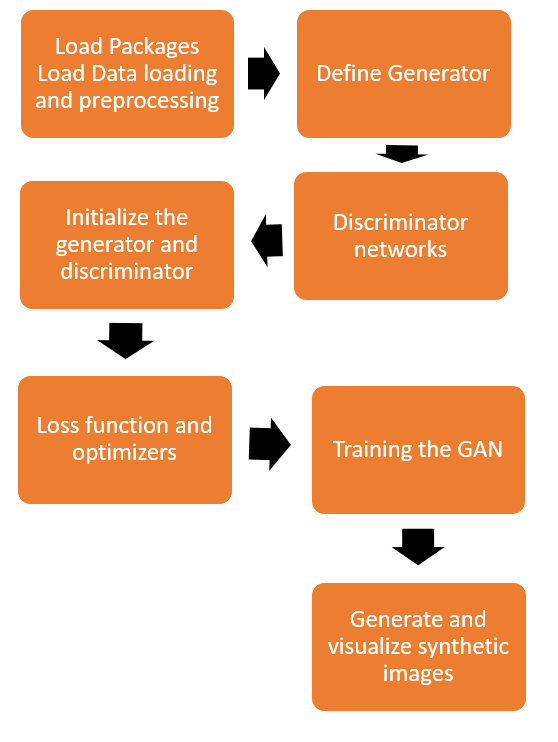 Load Packages
Load Data loading
and preprocessing
Define Generator
Discriminator
networks
Initialize the
generator and
discriminator
Loss function and
optimizers
Training the GAN
Generate and
visualize synthetic
images